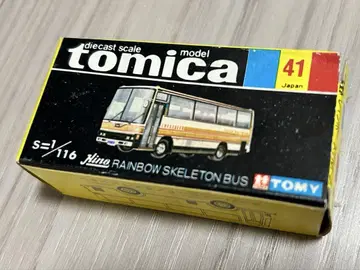 diecast scale model
tomica
41
Japan
S=1/116
Hino RAINBOW SKELETON BUS
TOMY